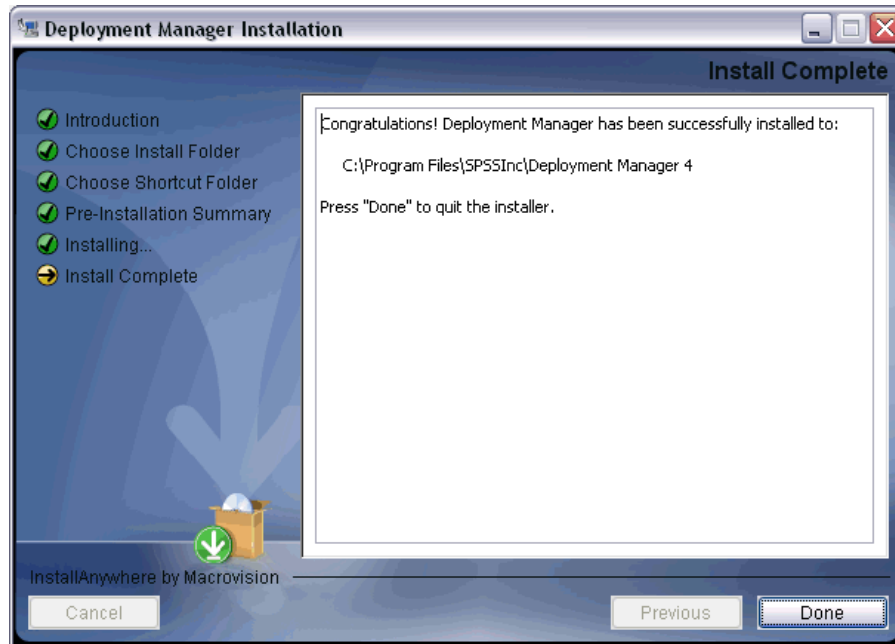 Deployment Manager Installation
Install Complete
Introduction
Choose Install Folder
Choose Shortcut Folder
Pre-Installation Summary
Installing...
Install Complete
Congratulations! Deployment Manager has been successfully installed to:
C:\Program Files\SPSSInc\Deployment Manager 4
Press "Done" to quit the installer.
InstallAnywhere by Macrovision
Cancel
Previous
Done